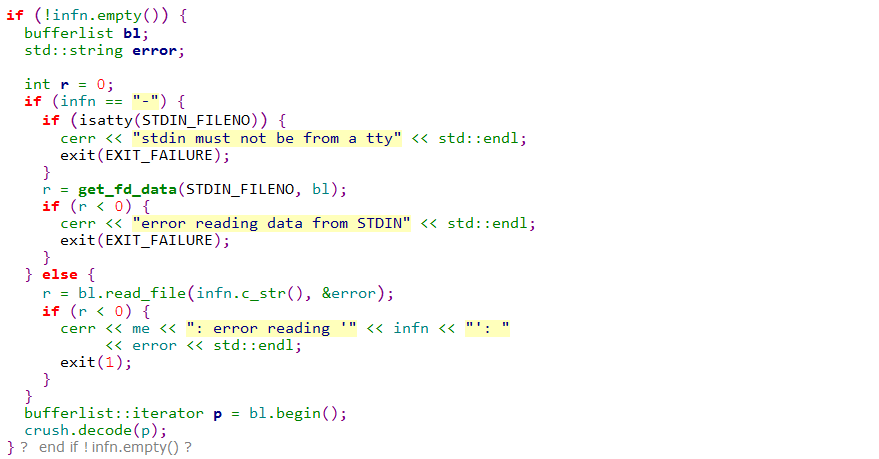 if (!infn.empty()) {
  bufferlist bl;
  std::string error;

  int r = 0;
  if (infn == "-") {
    if (isatty(STDIN_FILENO)) {
      cerr << "stdin must not be from a tty" << std::endl;
      exit(EXIT_FAILURE);
    }
    r = get_fd_data(STDIN_FILENO, bl);
    if (r < 0) {
      cerr << "error reading data from STDIN" << std::endl;
      exit(EXIT_FAILURE);
    }
  } else {
    r = bl.read_file(infn.c_str(), &error);
    if (r < 0) {
      cerr << me << ": error reading '" << infn << "': "
           << error << std::endl;
      exit(1);
    }
  }
  bufferlist::iterator p = bl.begin();
  crush.decode(p);
} ? end if !infn.empty() ?